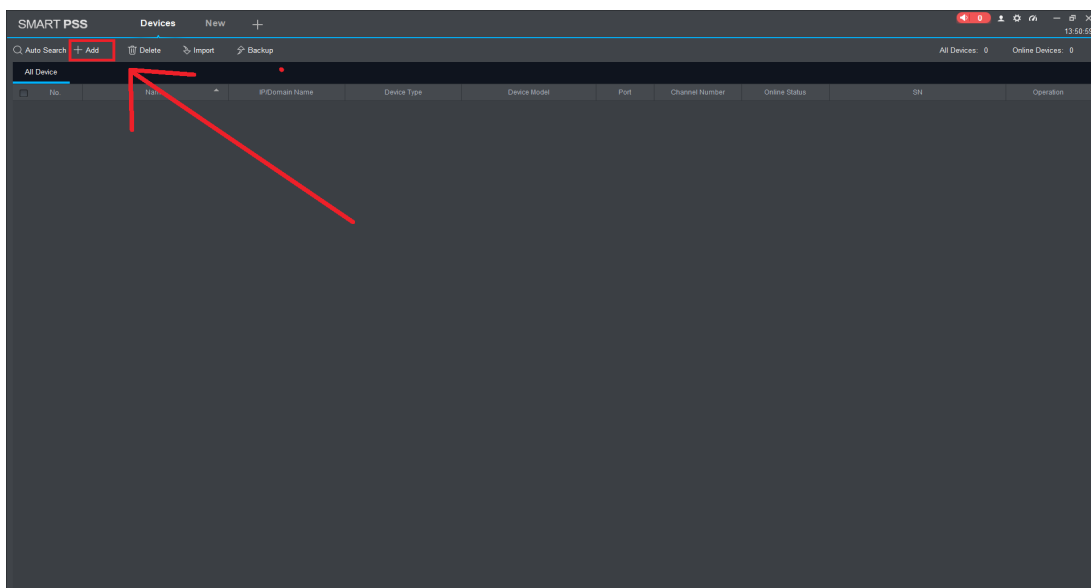 SMART PSS Devices New + 0
13:50:59
Auto Search + Add Delete Import Backup All Devices: 0 Online Devices: 0
All Device
No. Name IP/Domain Name Device Type Device Model Port Channel Number Online Status SN Operation